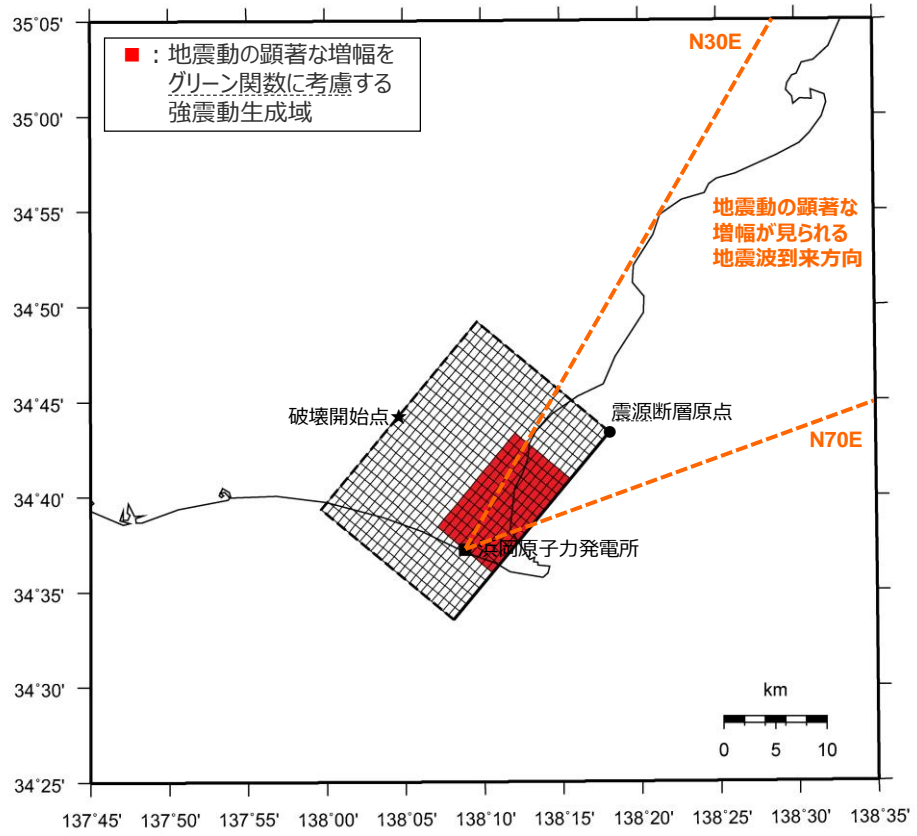 35˚05'
35˚00'
34˚55'
34˚50'
34˚45'
34˚40'
34˚35'
34˚30'
34˚25'
■：地震動の顕著な増幅を
グリーン関数に考慮する
強震動生成域
N30E
地震動の顕著な
増幅が見られる
地震波到来方向
破壊開始点
震源断層原点
N70E
浜岡原子力発電所
km
0 5 10
137˚45' 137˚50' 137˚55' 138˚00' 138˚05' 138˚10' 138˚15' 138˚20' 138˚25' 138˚30' 138˚35'